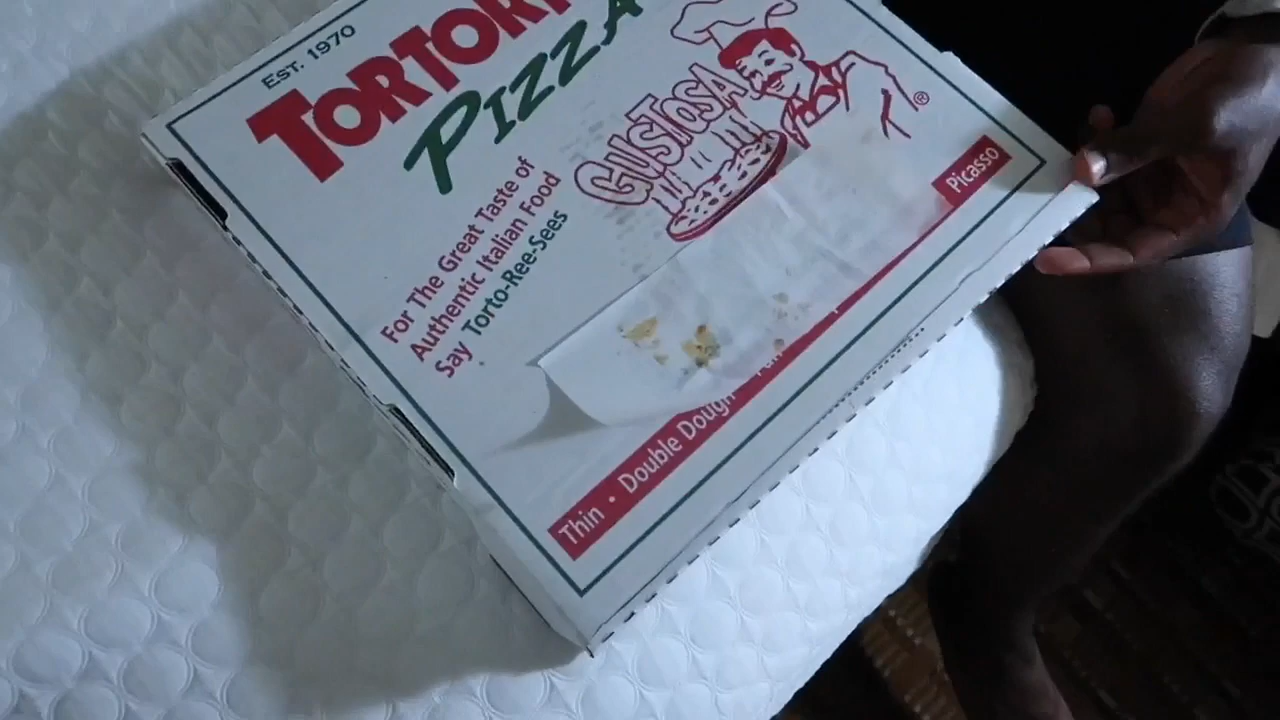 EST. 1970
PIZZA
GUSTOSA
®
For The Great Taste of
Authentic Italian Food
Say Torto-Ree-Sees
Thin • Double Dough
Picasso